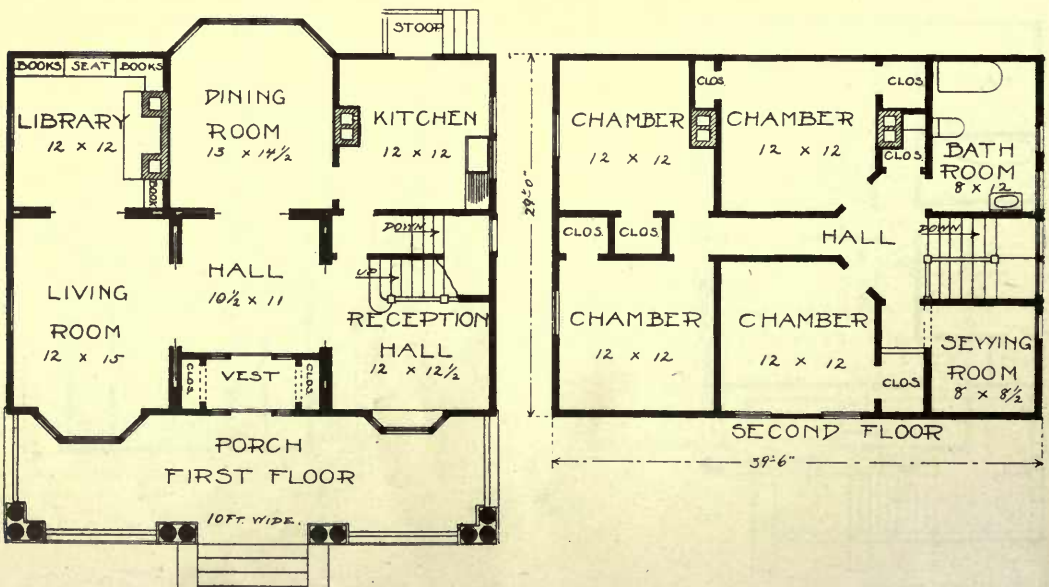 STOOP
BOOKS SEAT BOOKS
LIBRARY
12 x 12
BOOKS
DINING
ROOM
13 x 14½
KITCHEN
12 x 12
DOWN
UP
LIVING
ROOM
12 x 15
HALL
10½ x 11
RECEPTION
HALL
12 x 12½
CLOS.
VEST
CLOS.
PORCH
FIRST FLOOR
10 FT. WIDE.
29'-0"
CHAMBER
12 x 12
CLOS.
CHAMBER
12 x 12
CLOS.
CLOS.
BATH
ROOM
8 x 12
CLOS.
CLOS.
HALL
DOWN
CHAMBER
12 x 12
CHAMBER
12 x 12
CLOS.
SEWING
ROOM
8 x 8½
SECOND FLOOR
39'-6"